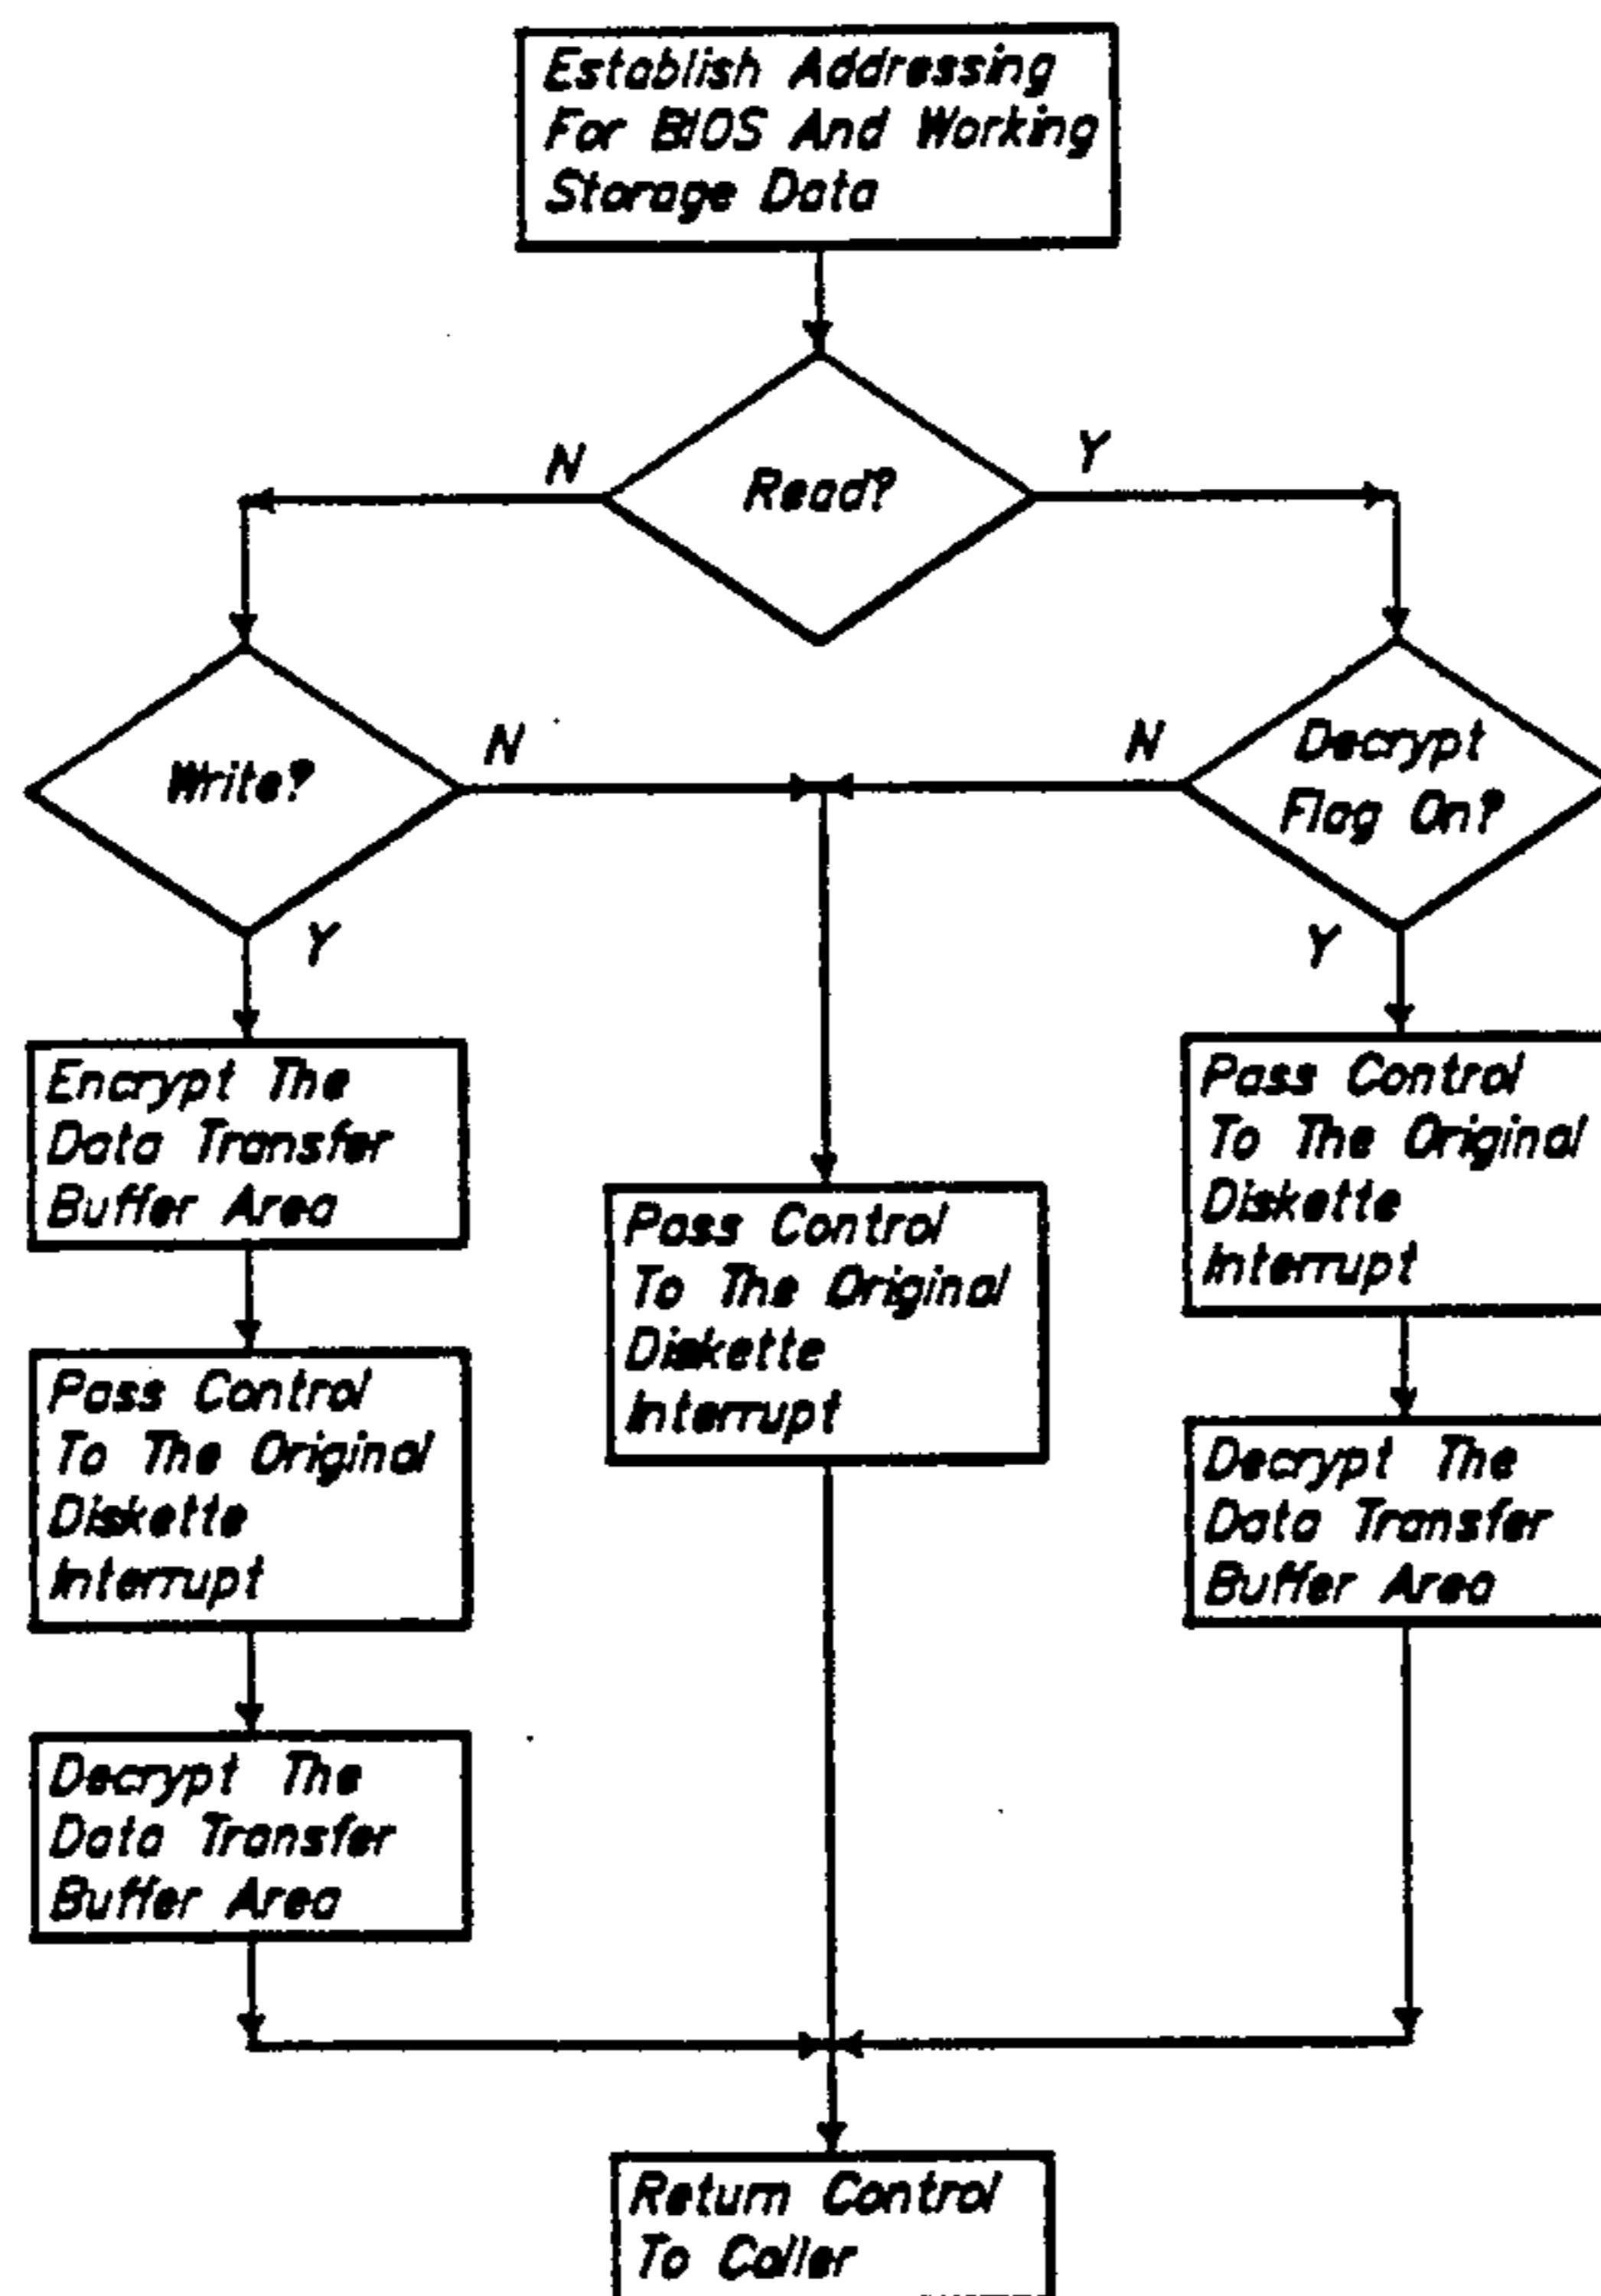 Establish Addressing
For BIOS And Working
Storage Data
N
Read?
Y
Write?
N
N
Decrypt
Flag On?
Y
Y
Encrypt The
Data Transfer
Buffer Area
Pass Control
To The Original
Diskette
Interrupt
Pass Control
To The Original
Diskette
Interrupt
Pass Control
To The Original
Diskette
Interrupt
Decrypt The
Data Transfer
Buffer Area
Decrypt The
Data Transfer
Buffer Area
Return Control
To Caller